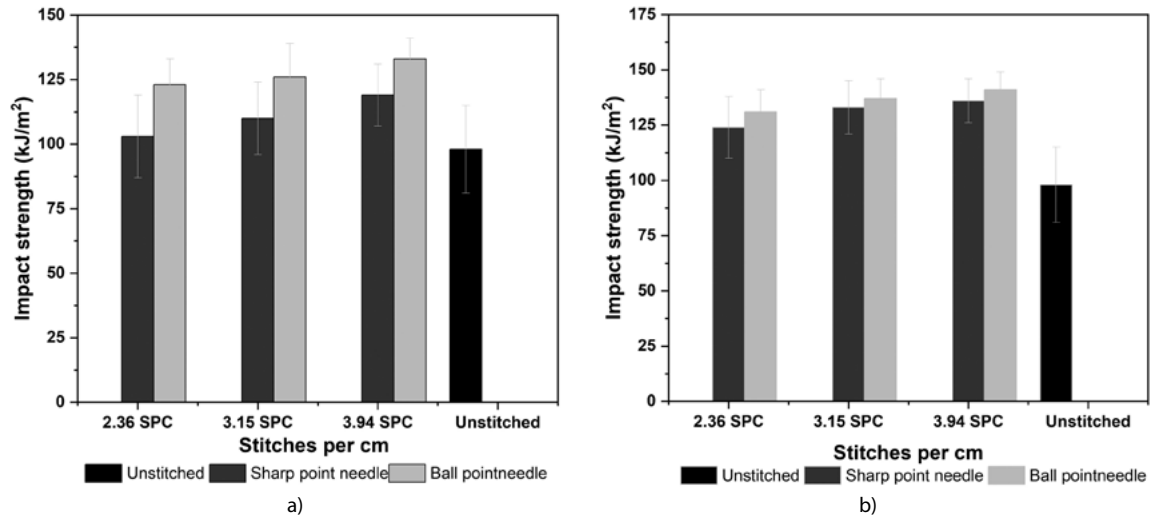 150
125
100
75
50
25
0
Impact strength (kJ/m²)
2.36 SPC 3.15 SPC 3.94 SPC Unstitched
Stitches per cm
Unstitched Sharp point needle Ball pointneedle
a)
175
150
125
100
75
50
25
0
Impact strength (kJ/m²)
2.36 SPC 3.15 SPC 3.94 SPC Unstitched
Stitches per cm
Unstitched Sharp point needle Ball pointneedle
b)